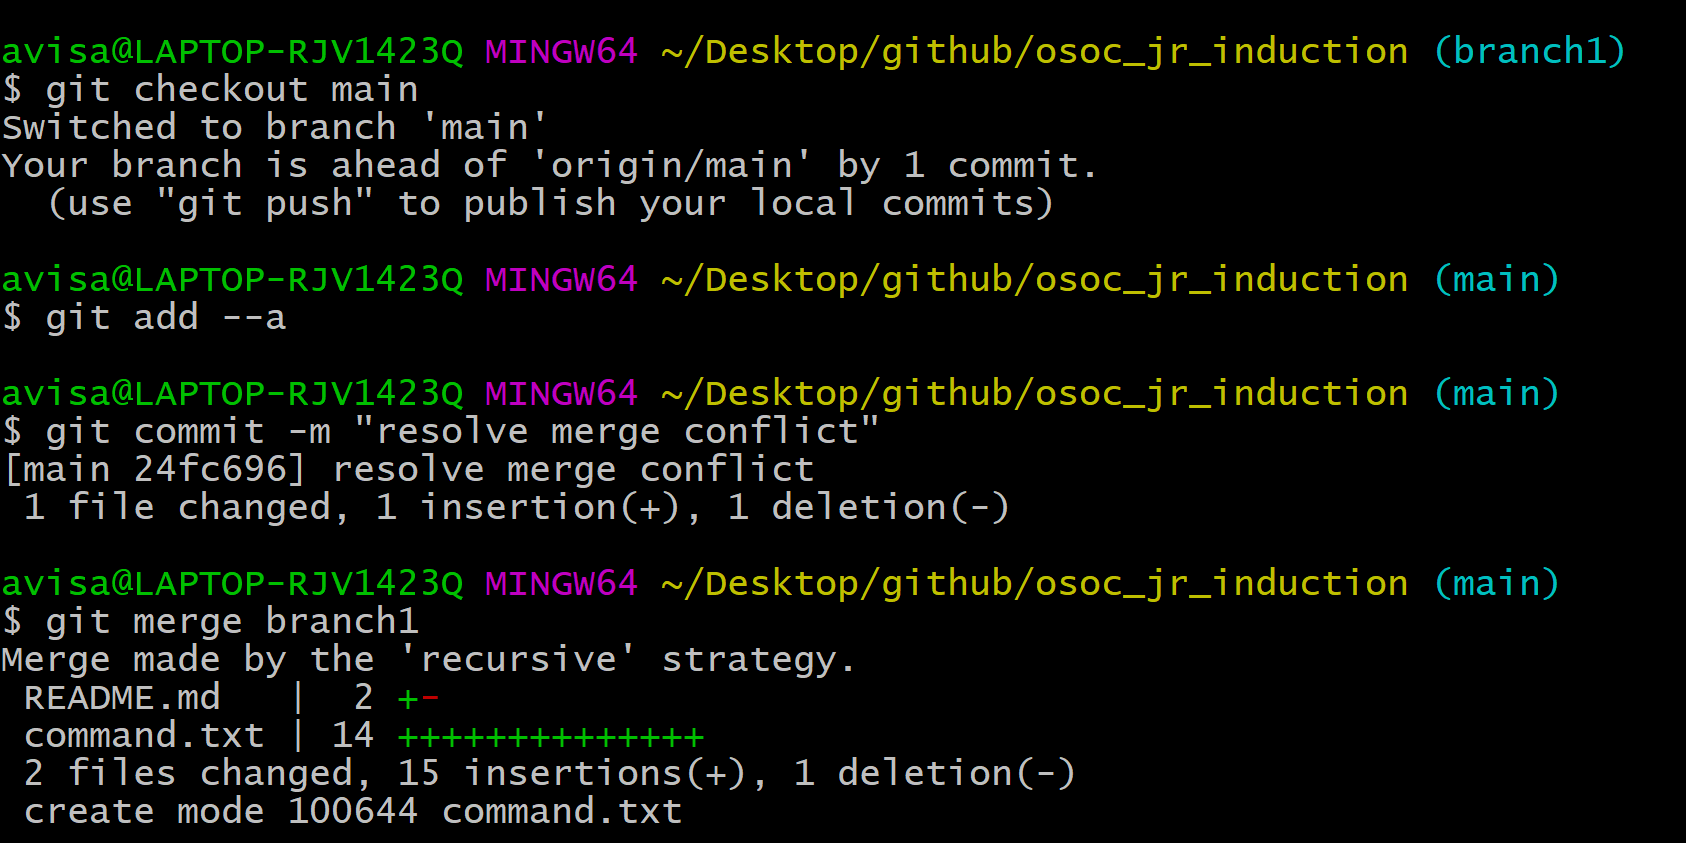 avisa@LAPTOP-RJV1423Q MINGW64 ~/Desktop/github/osoc_jr_induction (branch1)
$ git checkout main
Switched to branch 'main'
Your branch is ahead of 'origin/main' by 1 commit.
  (use "git push" to publish your local commits)
avisa@LAPTOP-RJV1423Q MINGW64 ~/Desktop/github/osoc_jr_induction (main)
$ git add --a
avisa@LAPTOP-RJV1423Q MINGW64 ~/Desktop/github/osoc_jr_induction (main)
$ git commit -m "resolve merge conflict"
[main 24fc696] resolve merge conflict
 1 file changed, 1 insertion(+), 1 deletion(-)
avisa@LAPTOP-RJV1423Q MINGW64 ~/Desktop/github/osoc_jr_induction (main)
$ git merge branch1
Merge made by the 'recursive' strategy.
 README.md   |  2 +-
 command.txt | 14 ++++++++++++++
 2 files changed, 15 insertions(+), 1 deletion(-)
 create mode 100644 command.txt